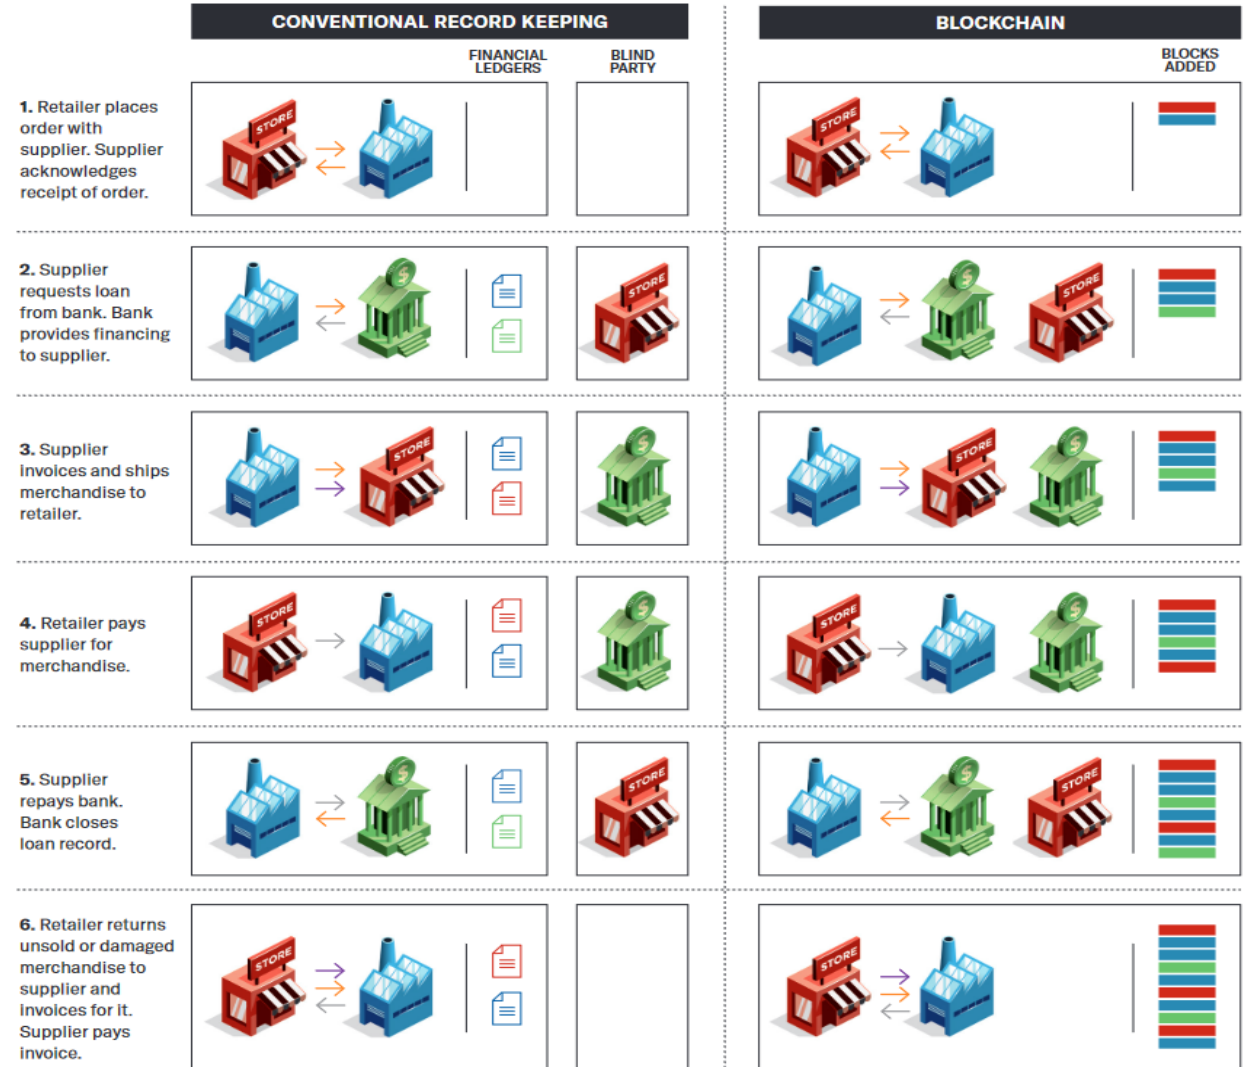 CONVENTIONAL RECORD KEEPING
BLOCKCHAIN
FINANCIAL
LEDGERS
BLIND
PARTY
BLOCKS
ADDED
1. Retailer places
order with
supplier. Supplier
acknowledges
receipt of order.
STORE
STORE
2. Supplier
requests loan
from bank. Bank
provides financing
to supplier.
$
STORE
$
STORE
3. Supplier
invoices and ships
merchandise to
retailer.
STORE
$
STORE
$
4. Retailer pays
supplier for
merchandise.
STORE
$
STORE
$
5. Supplier
repays bank.
Bank closes
loan record.
$
STORE
$
STORE
6. Retailer returns
unsold or damaged
merchandise to
supplier and
invoices for it.
Supplier pays
invoice.
STORE
STORE